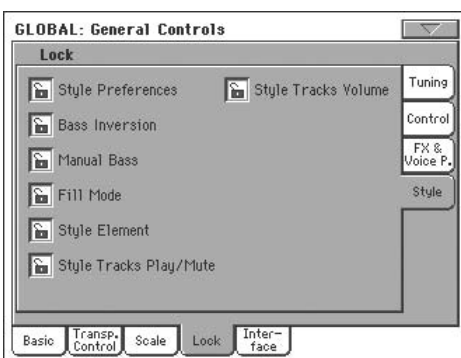 GLOBAL: General Controls
Lock
Style Preferences
Style Tracks Volume
Bass Inversion
Manual Bass
Fill Mode
Style Element
Style Tracks Play/Mute
Tuning
Control
FX &
Voice P.
Style
Basic
Transp.
Control
Scale
Lock
Inter-
face